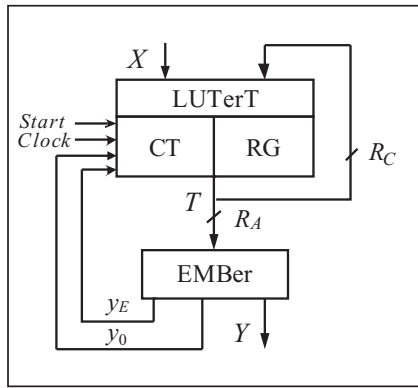 X
LUTerT
Start
Clock
CT
RG
R_C
T
R_A
EMBer
y_E
y_0
Y